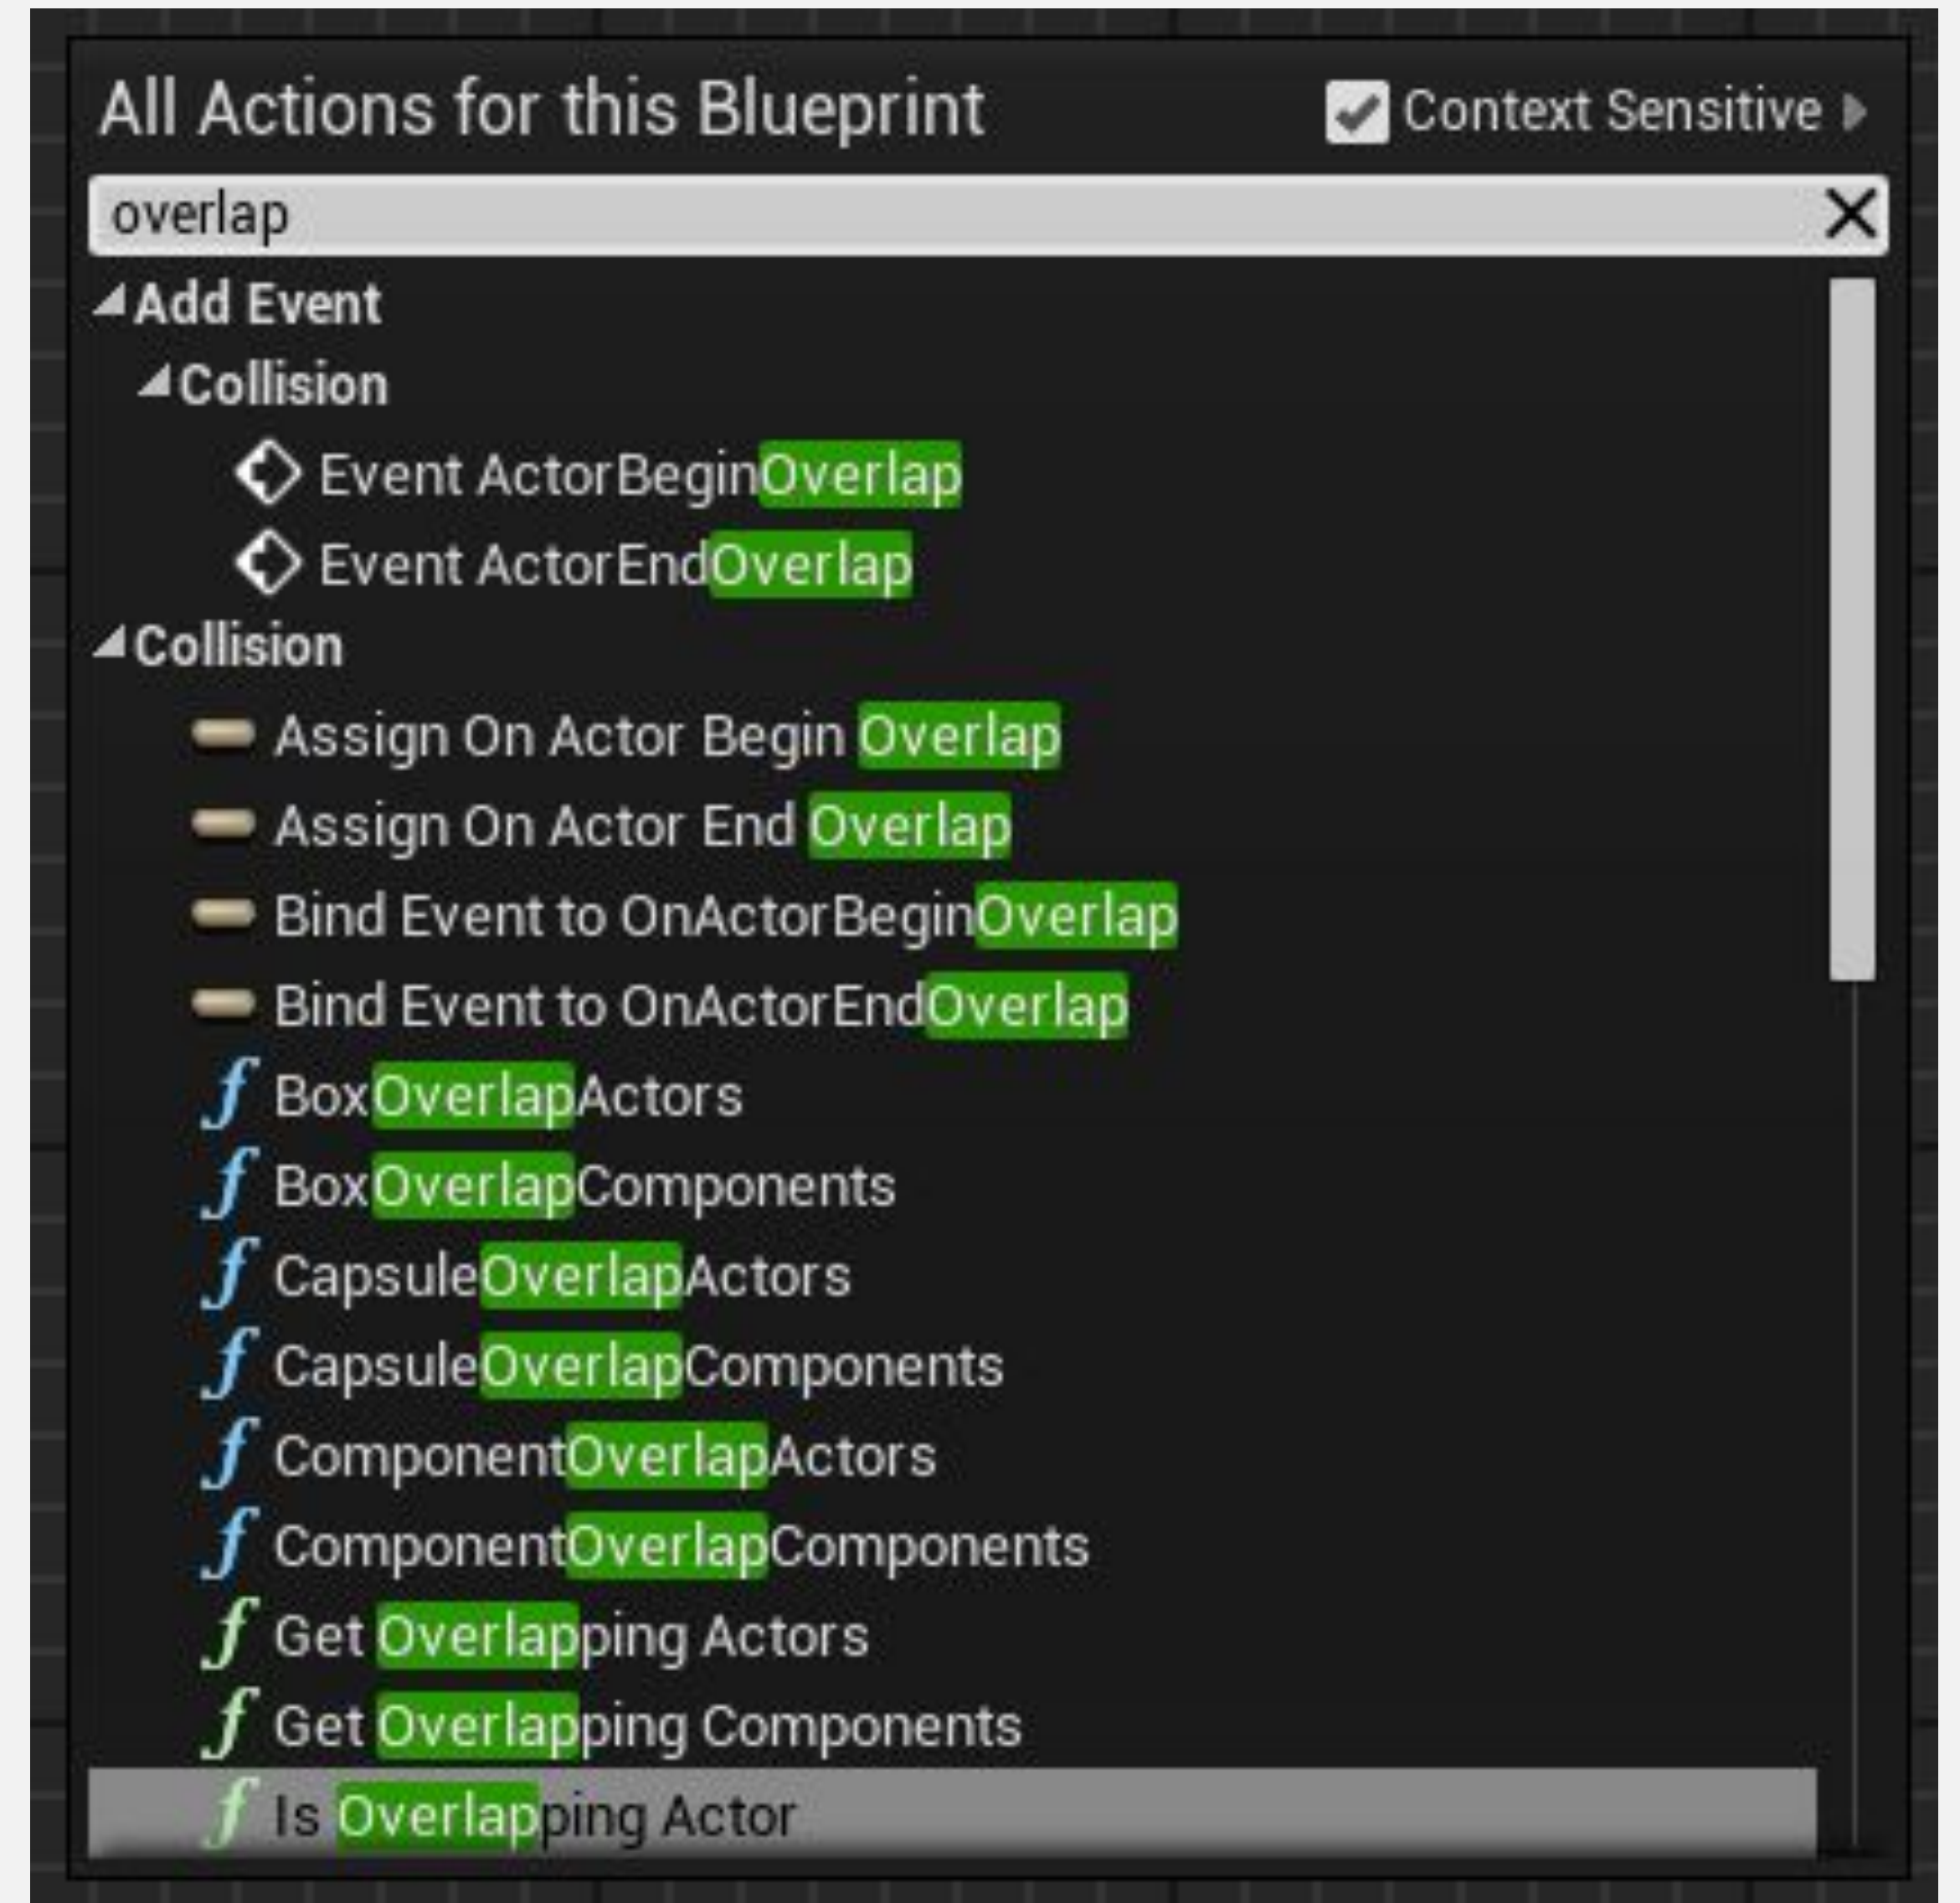 All Actions for this Blueprint Context Sensitive
overlap
Add Event
Collision
Event ActorBeginOverlap
Event ActorEndOverlap
Collision
Assign On Actor Begin Overlap
Assign On Actor End Overlap
Bind Event to OnActorBeginOverlap
Bind Event to OnActorEndOverlap
BoxOverlapActors
BoxOverlapComponents
CapsuleOverlapActors
CapsuleOverlapComponents
ComponentOverlapActors
ComponentOverlapComponents
Get Overlapping Actors
Get Overlapping Components
Is Overlapping Actor